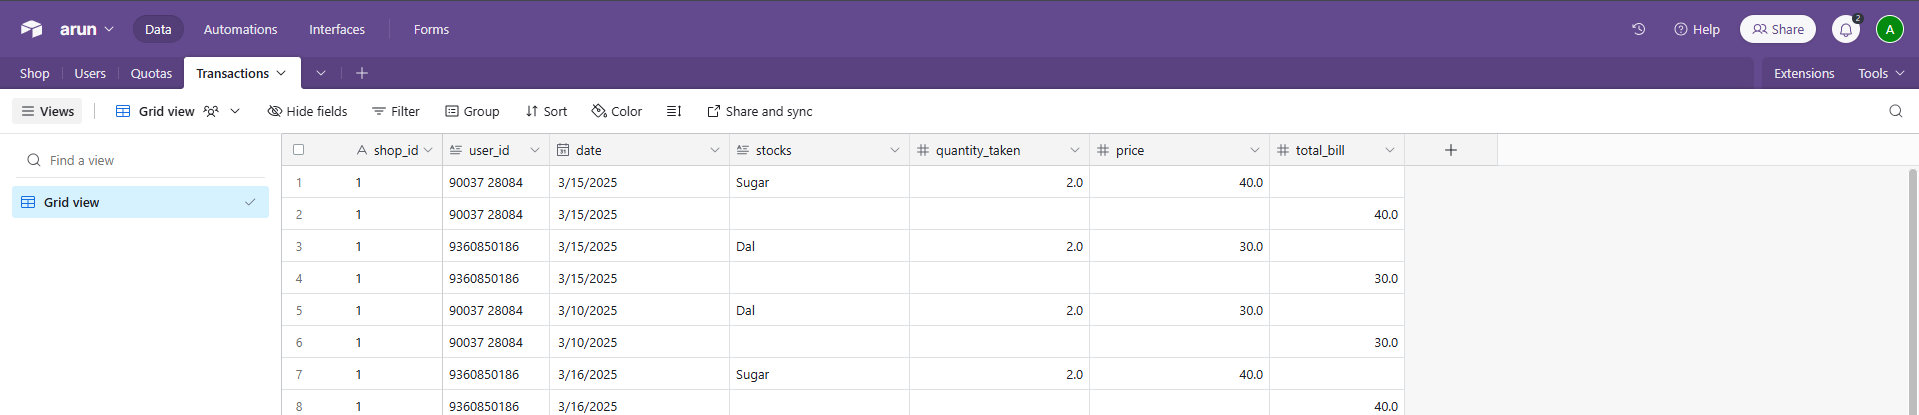 arun Data Automations Interfaces Forms Help Share 2 A
Shop Users Quotas Transactions Extensions Tools
Views Grid view Hide fields Filter Group Sort Color Share and sync
Find a view
Grid view
shop_id user_id date stocks quantity_taken price total_bill
1 1 90037 28084 3/15/2025 Sugar 2.0 40.0
2 1 90037 28084 3/15/2025 40.0
3 1 9360850186 3/15/2025 Dal 2.0 30.0
4 1 9360850186 3/15/2025 30.0
5 1 90037 28084 3/10/2025 Dal 2.0 30.0
6 1 90037 28084 3/10/2025 30.0
7 1 9360850186 3/16/2025 Sugar 2.0 40.0
8 1 9360850186 3/16/2025 40.0